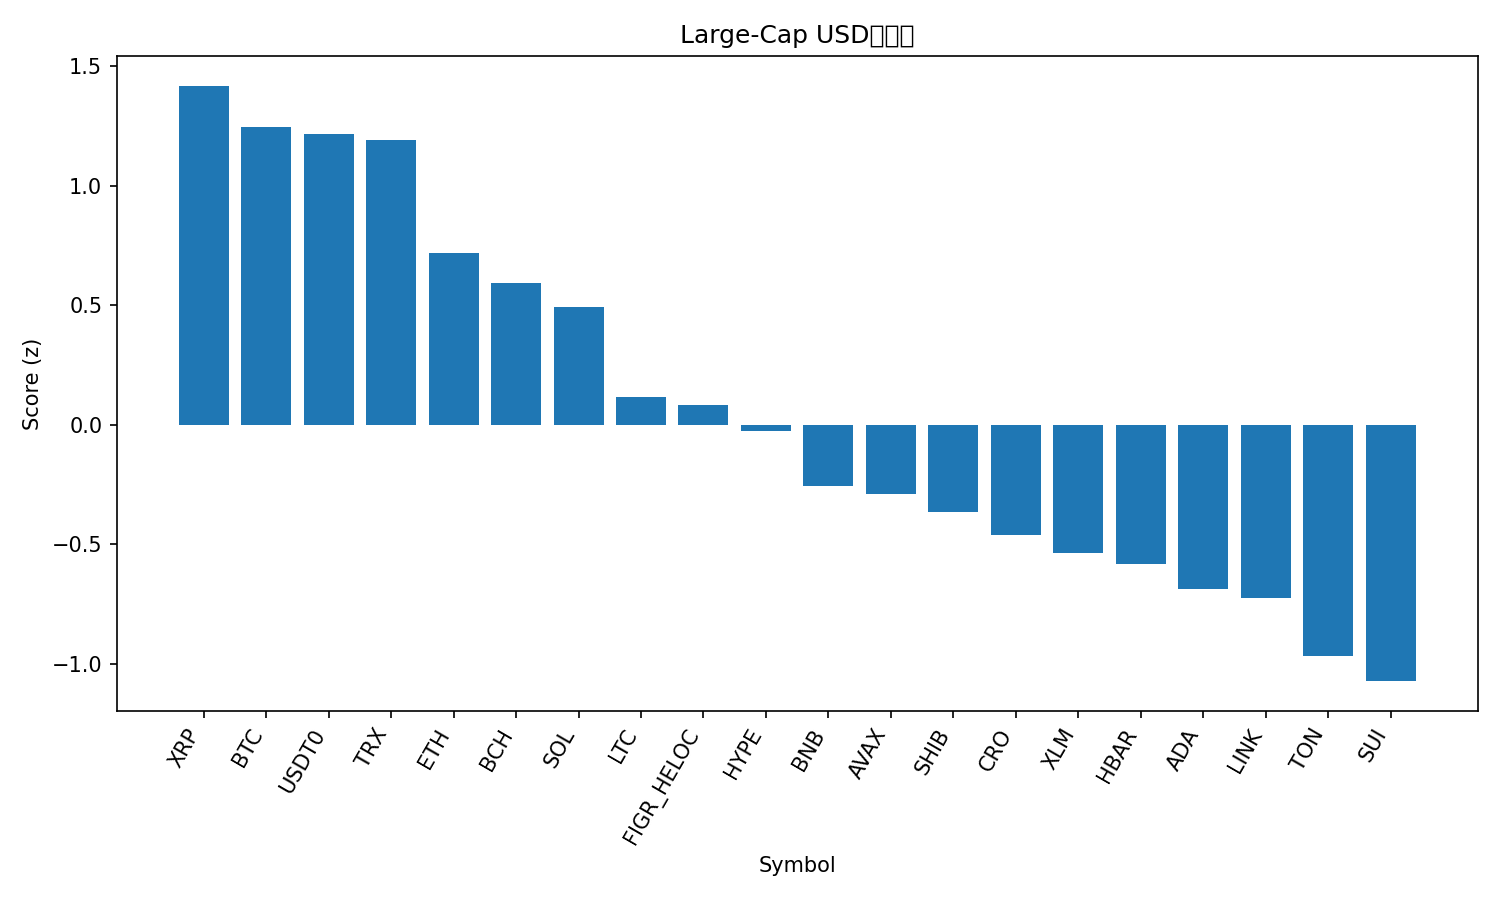 Large-Cap USD
1.5
1.0
0.5
0.0
−0.5
−1.0
Score (z)
XRP
BTC
USDT0
TRX
ETH
BCH
SOL
LTC
FIGR_HELOC
HYPE
BNB
AVAX
SHIB
CRO
XLM
HBAR
ADA
LINK
TON
SUI
Symbol